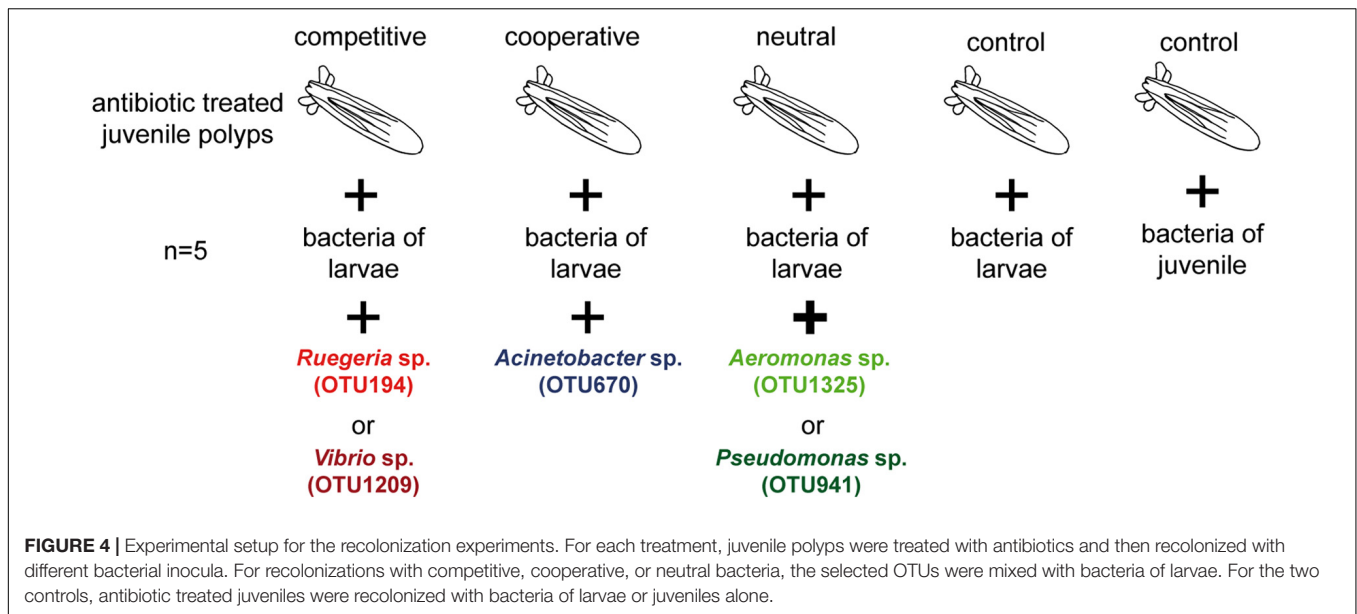 competitive cooperative neutral control control
antibiotic treated
juvenile polyps
+ + + + +
n=5
bacteria of
larvae
bacteria of
larvae
bacteria of
larvae
bacteria of
larvae
bacteria of
juvenile
+ + +
Ruegeria sp.
(OTU194)
or
Vibrio sp.
(OTU1209)
Acinetobacter sp.
(OTU670)
Aeromonas sp.
(OTU1325)
or
Pseudomonas sp.
(OTU941)
FIGURE 4 | Experimental setup for the recolonization experiments. For each treatment, juvenile polyps were treated with antibiotics and then recolonized with
different bacterial inocula. For recolonizations with competitive, cooperative, or neutral bacteria, the selected OTUs were mixed with bacteria of larvae. For the two
controls, antibiotic treated juveniles were recolonized with bacteria of larvae or juveniles alone.